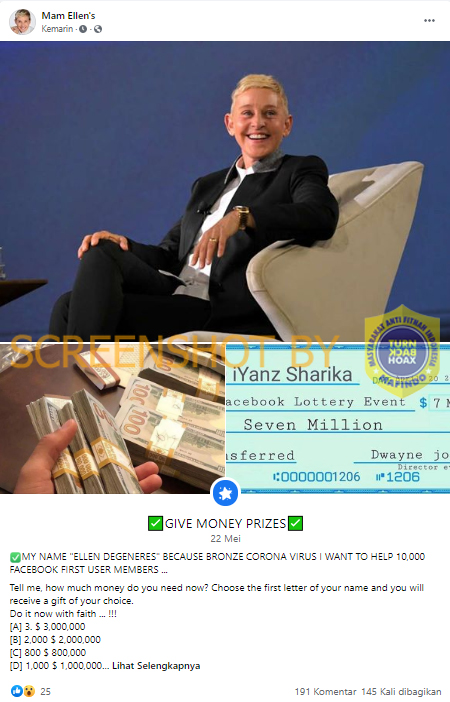 Mam Ellen's
Kemarin
SCREENSHOT BY
MASYARAKAT ANTI FITNAH INDONESIA
TURN
BACK
HOAX
MAFINDO
iYanz Sharika
acebook Lottery Event $ 7 M
Seven Million
sferred Dwayne jo
Director e
⑆0000001206 ⑈1206
✅GIVE MONEY PRIZES✅
22 Mei
✅MY NAME "ELLEN DEGENERES" BECAUSE BRONZE CORONA VIRUS I WANT TO HELP 10,000
FACEBOOK FIRST USER MEMBERS ...
Tell me, how much money do you need now? Choose the first letter of your name and you will
receive a gift of your choice.
Do it now with faith ... !!!
[A] 3. $ 3,000,000
[B] 2,000 $ 2,000,000
[C] 800 $ 800,000
[D] 1,000 $ 1,000,000... Lihat Selengkapnya
25
191 Komentar 145 Kali dibagikan